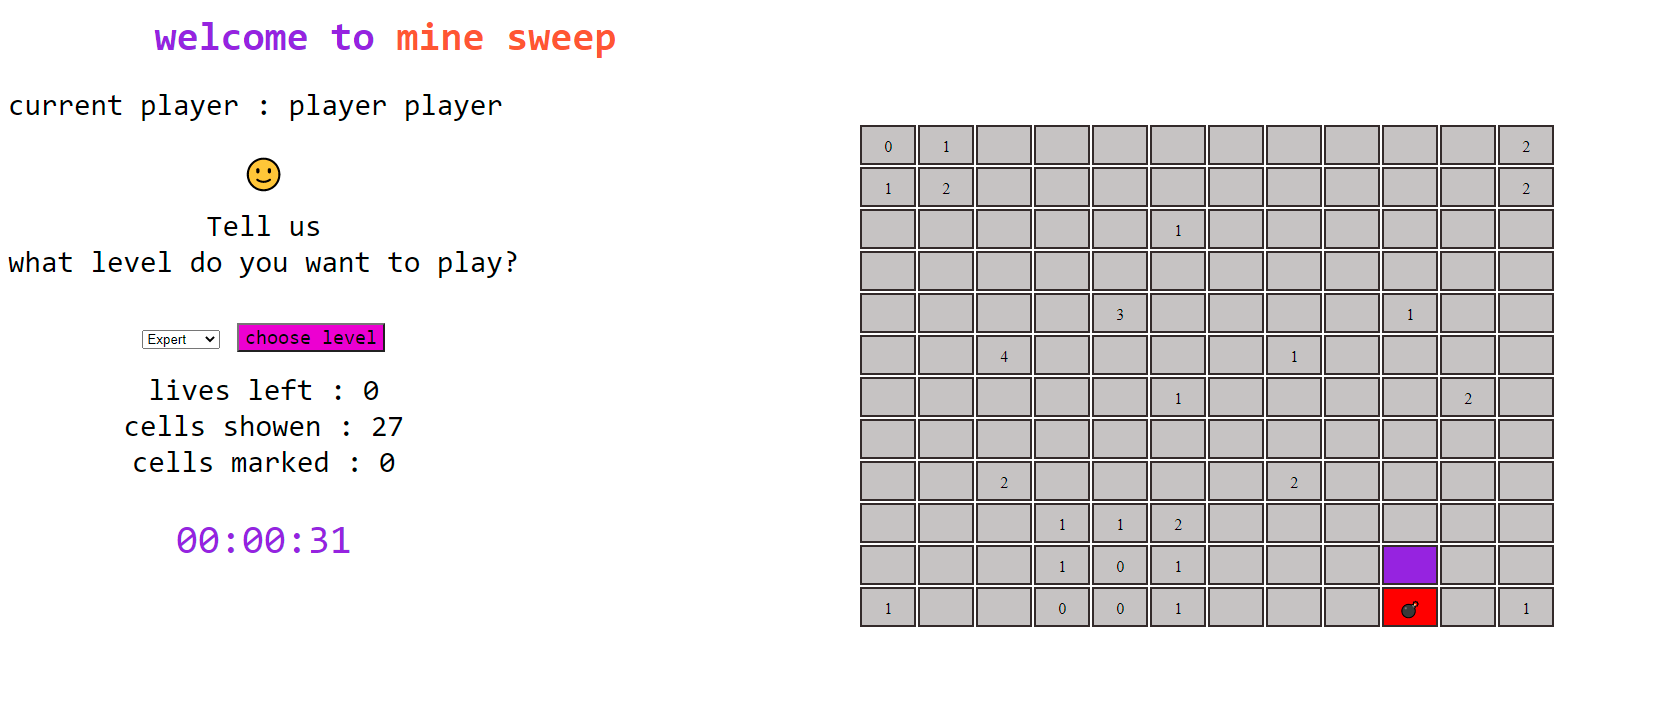 welcome to mine sweep
current player : player player
Tell us
what level do you want to play?
Expert choose level
lives left : 0
cells showen : 27
cells marked : 0
00:00:31
0 1 2
1 2 2
1
3 1
4 1
1 2
2 2
1 1 2
1 0 1
1 0 0 1 1